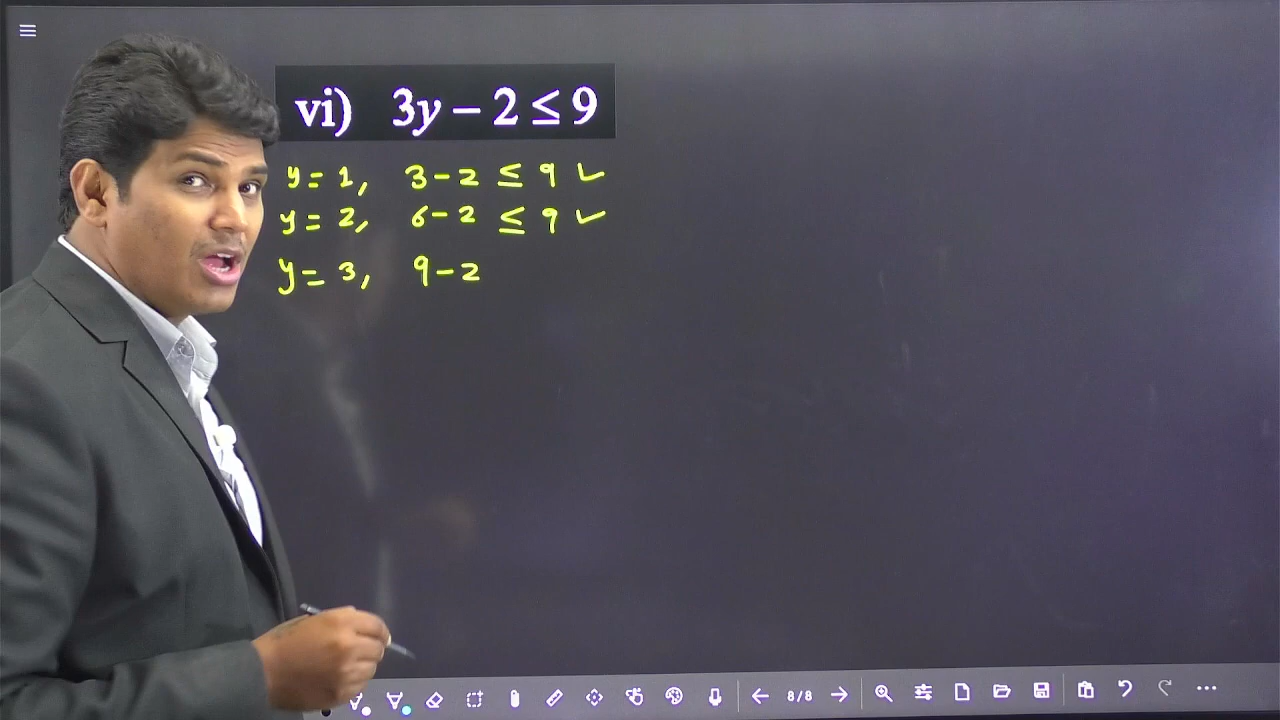 vi) 3y − 2 ≤ 9
y = 1, 3 − 2 ≤ 9 ✓
y = 2, 6 − 2 ≤ 9 ✓
y = 3, 9 − 2
8/8